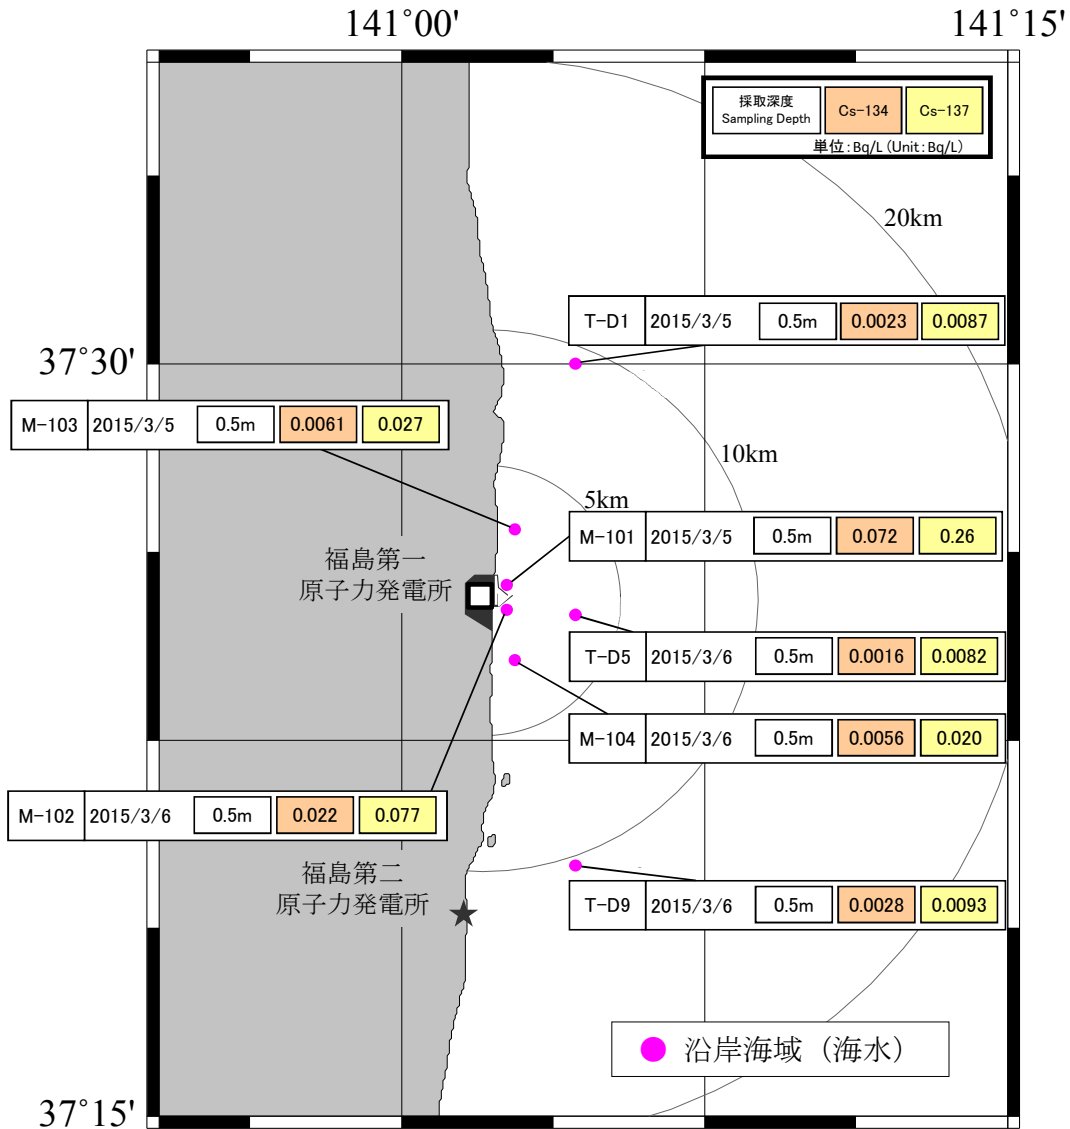 141°00'
141°15'
採取深度
Sampling Depth
Cs-134
Cs-137
単位：Bq/L (Unit：Bq/L)
20km
T-D1 2015/3/5 0.5m 0.0023 0.0087
37°30'
M-103 2015/3/5 0.5m 0.0061 0.027
10km
5km
M-101 2015/3/5 0.5m 0.072 0.26
福島第一
原子力発電所
T-D5 2015/3/6 0.5m 0.0016 0.0082
M-104 2015/3/6 0.5m 0.0056 0.020
M-102 2015/3/6 0.5m 0.022 0.077
福島第二
原子力発電所
T-D9 2015/3/6 0.5m 0.0028 0.0093
沿岸海域（海水）
37°15'